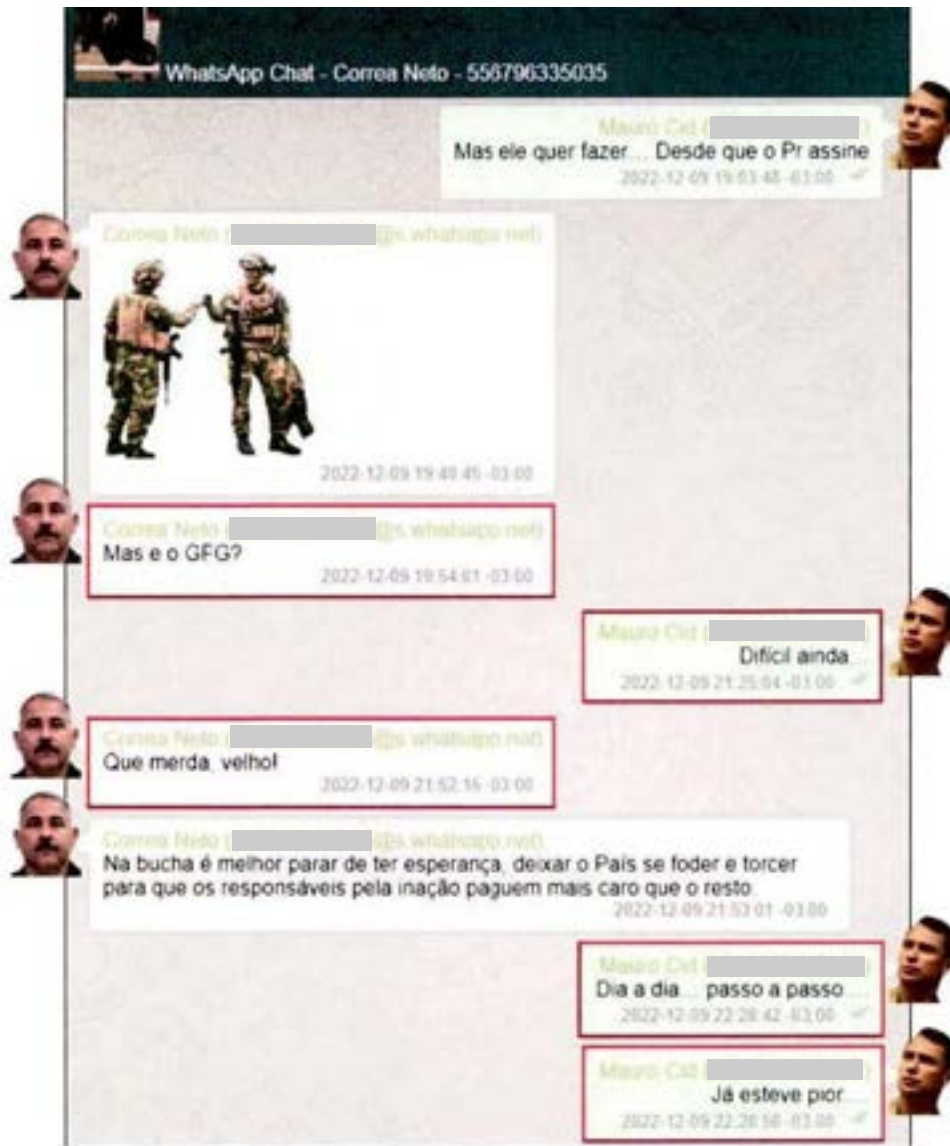 WhatsApp Chat - Correa Neto - 556796335035
Mauro Cid (
Mas ele quer fazer... Desde que o Pr assine
2022-12-09 19:03:48 -03:00
Correa Neto ( @s.whatsapp.net)
2022-12-09 19:40:45 -03:00
Correa Neto ( @s.whatsapp.net)
Mas e o GFG?
2022-12-09 19:54:01 -03:00
Mauro Cid (
Difícil ainda...
2022-12-09 21:25:04 -03:00
Correa Neto ( @s.whatsapp.net)
Que merda, velho!
2022-12-09 21:52:15 -03:00
Correa Neto ( @s.whatsapp.net)
Na bucha é melhor parar de ter esperança, deixar o País se foder e torcer
para que os responsáveis pela inação paguem mais caro que o resto.
2022-12-09 21:53:01 -03:00
Mauro Cid (
Dia a dia.... passo a passo....
2022-12-09 22:28:42 -03:00
Mauro Cid (
Já esteve pior....
2022-12-09 22:28:50 -03:00